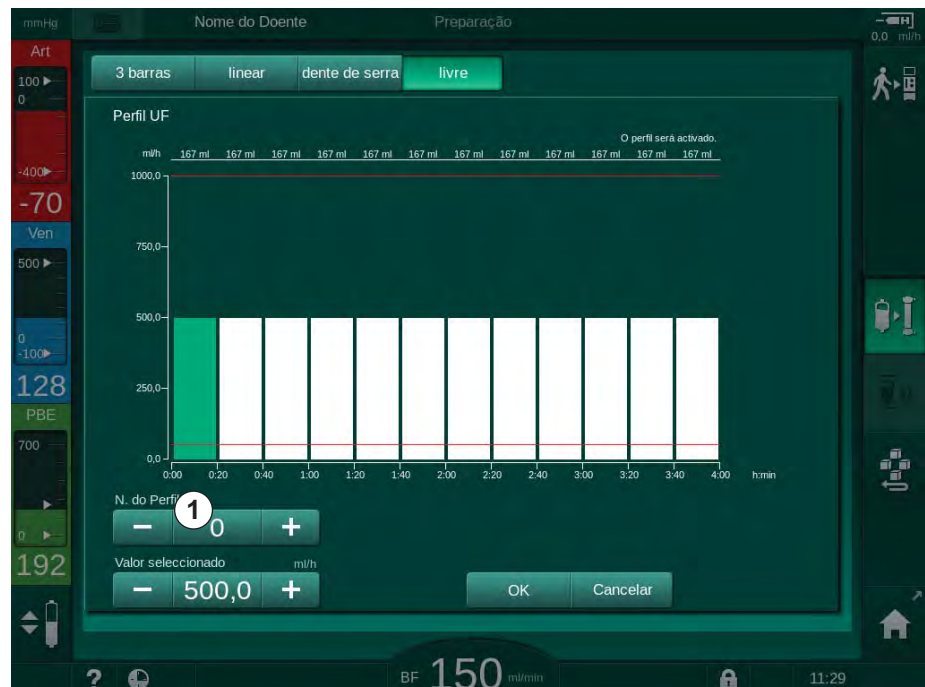 mmHg Nome do Doente Preparação
0,0 ml/h
Art
100
0
-400
-70
Ven
500
0
-100
128
PBE
700
0
192
3 barras linear dente de serra livre
Perfil UF
O perfil será activado.
ml/h 167 ml 167 ml 167 ml 167 ml 167 ml 167 ml 167 ml 167 ml 167 ml 167 ml 167 ml 167 ml
1000,0
750,0
500,0
250,0
0,0
0:00 0:20 0:40 1:00 1:20 1:40 2:00 2:20 2:40 3:00 3:20 3:40 4:00 h:min
N. do Perfil
1
− 0 +
Valor seleccionado ml/h
− 500,0 +
OK Cancelar
? BF 150 ml/min 11:29